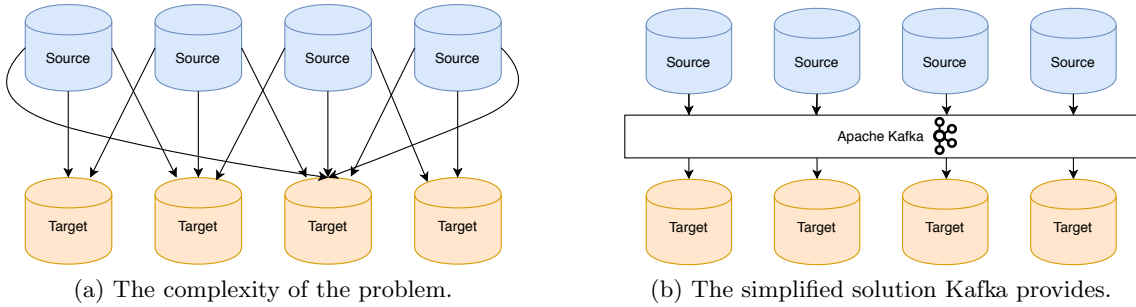 Source Source Source Source
Target Target Target Target
(a) The complexity of the problem.
Source Source Source Source
Apache Kafka
Target Target Target Target
(b) The simplified solution Kafka provides.